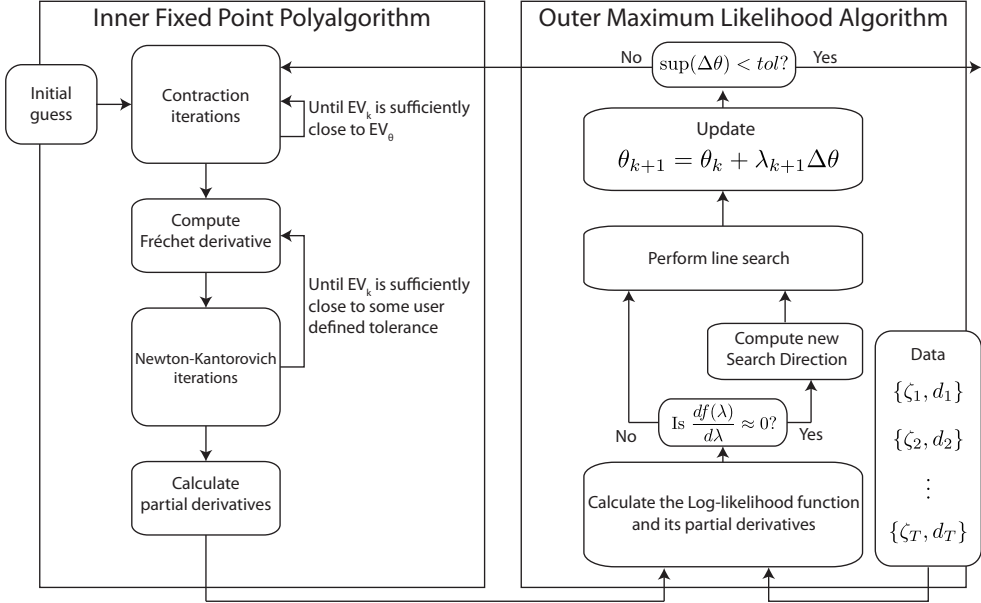 Inner Fixed Point Polyalgorithm
Initial
guess
Contraction
iterations
Until EV_k is sufficiently
close to EV_θ
Compute
Fréchet derivative
Until EV_k is sufficiently
close to some user
defined tolerance
Newton-Kantorovich
iterations
Calculate
partial derivatives
Outer Maximum Likelihood Algorithm
No
sup(Δθ) < tol?
Yes
Update
θ_{k+1} = θ_k + λ_{k+1}Δθ
Perform line search
Compute new
Search Direction
No
Is df(λ)/dλ ≈ 0?
Yes
Calculate the Log-likelihood function
and its partial derivatives
Data
{ζ_1, d_1}
{ζ_2, d_2}
⋮
{ζ_T, d_T}